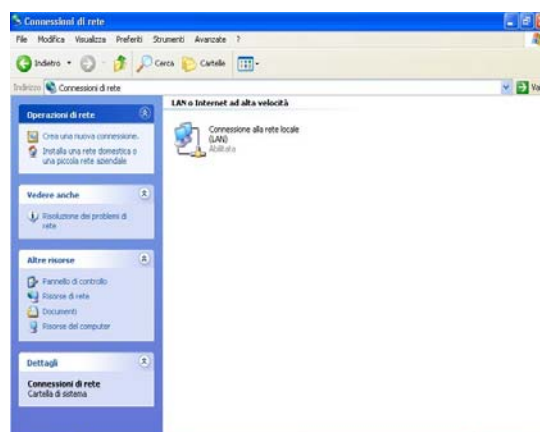 Connessioni di rete
File Modifica Visualizza Preferiti Strumenti Avanzate ?
Indietro Cerca Cartelle
Indirizzo Connessioni di rete Va
LAN o Internet ad alta velocità
Connessione alla rete locale
(LAN)
Abilitata
Operazioni di rete
Crea una nuova connessione.
Installa una rete domestica o
una piccola rete aziendale
Vedere anche
Risoluzione dei problemi di
rete
Altre risorse
Pannello di controllo
Risorse di rete
Documenti
Risorse del computer
Dettagli
Connessioni di rete
Cartella di sistema